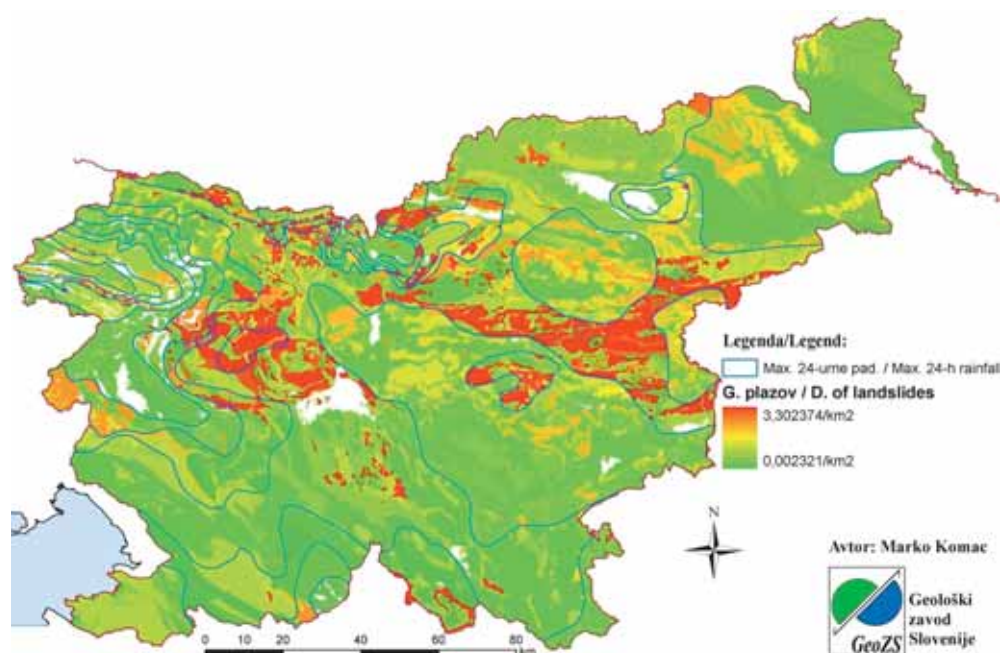 Legenda/Legend:
Max. 24-urne pad. / Max. 24-h rainfall
G. plazov / D. of landslides
3,302374/km2
0,002321/km2
N
Avtor: Marko Komac
Geološki
zavod
Slovenije
GeoZS
0 10 20 40 60 80